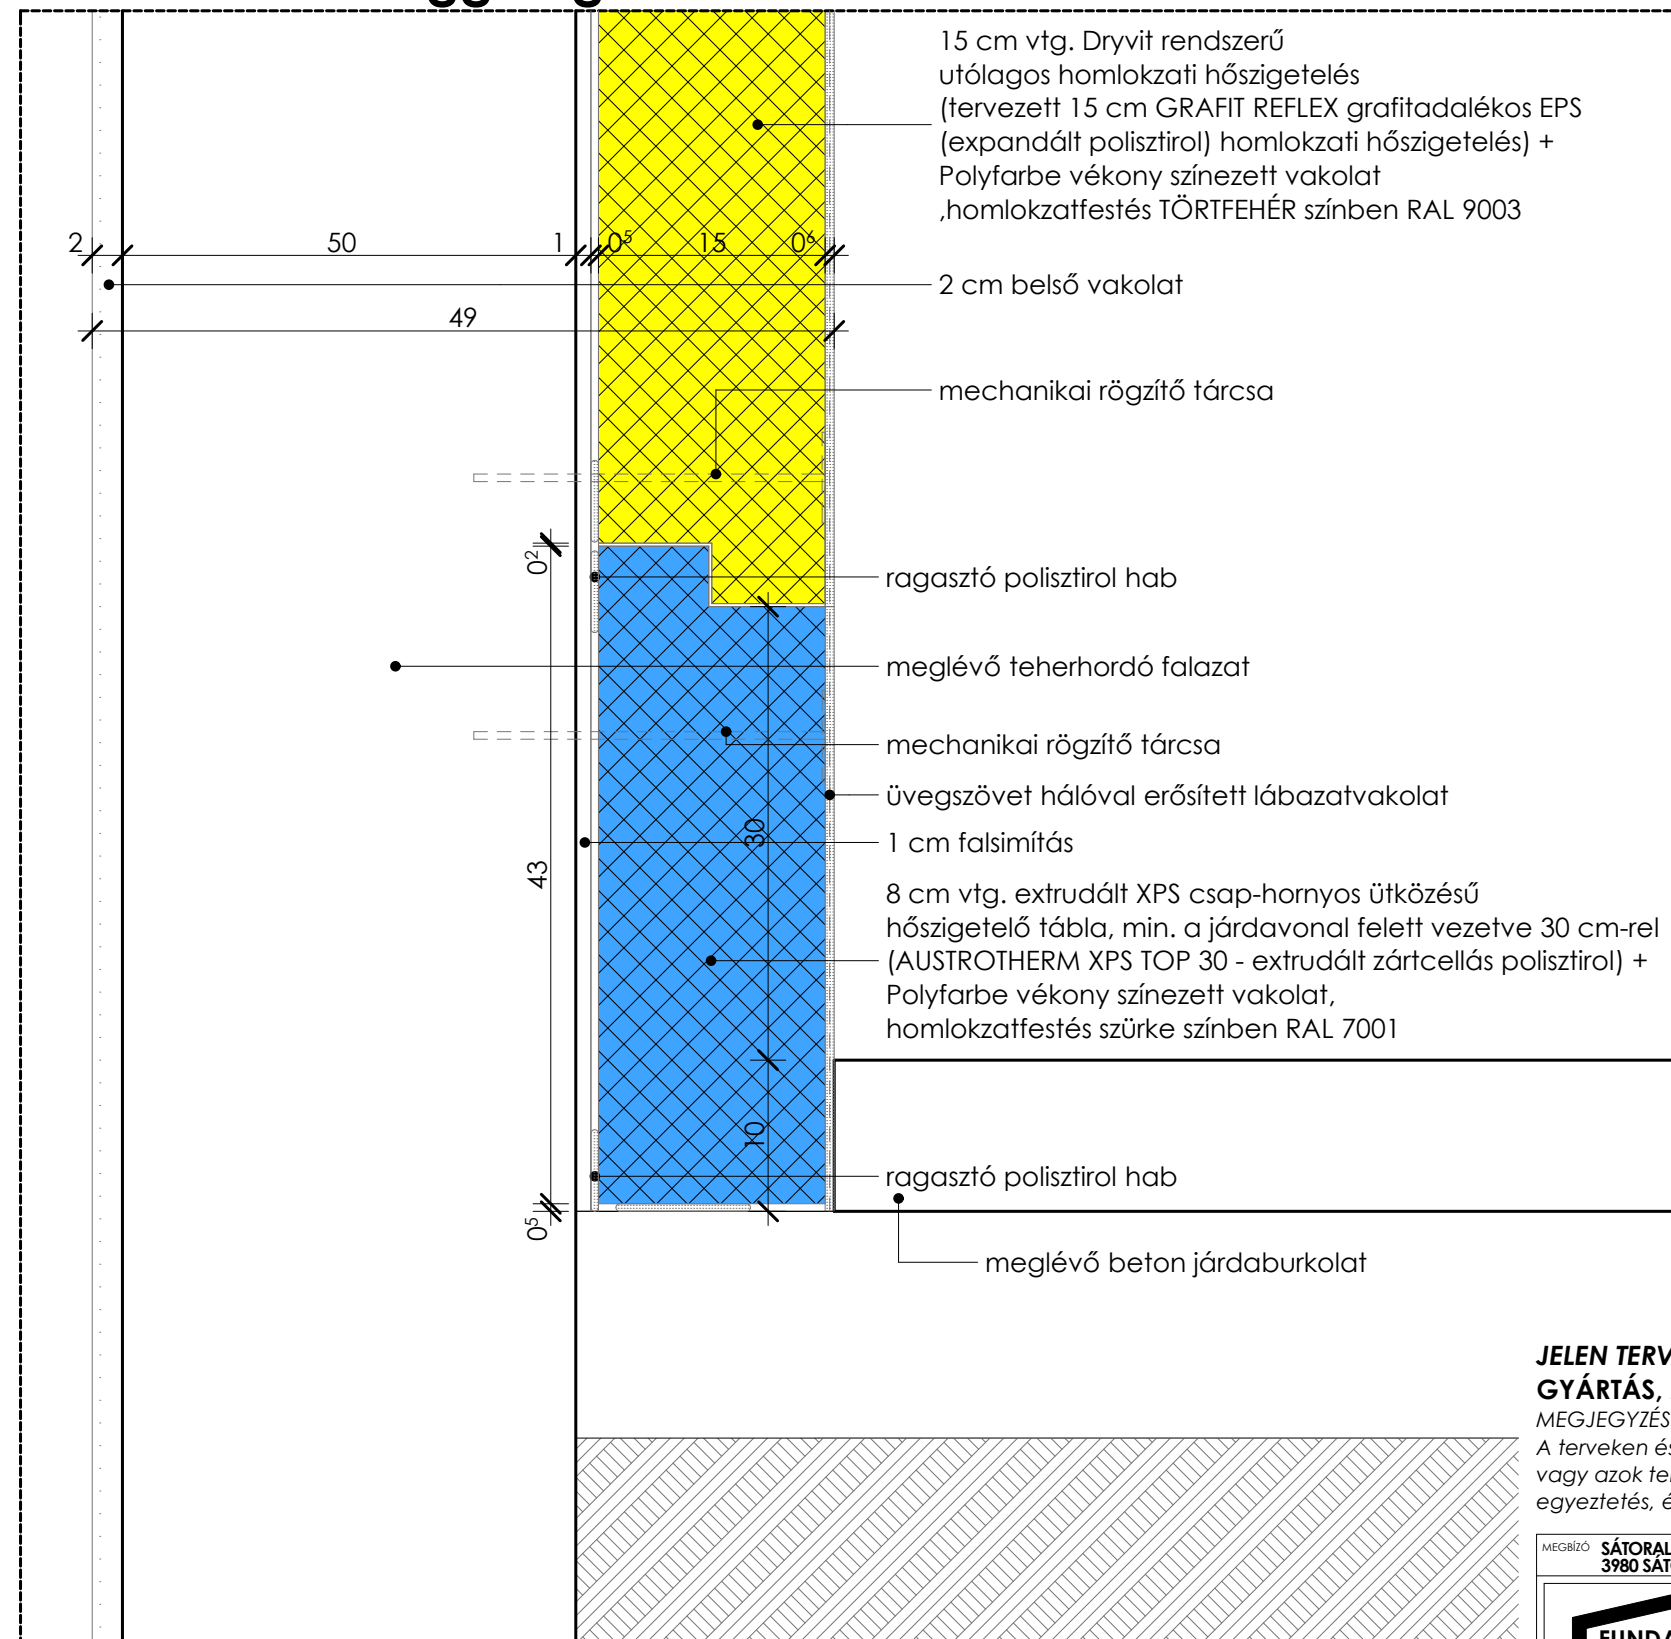 15 cm vtg. Dryvit rendszerű
utólagos homlokzati hőszigetelés
(tervezett 15 cm GRAFIT REFLEX grafitadalékos EPS
(expandált polisztirol) homlokzati hőszigetelés) +
Polyfarbe vékony színezett vakolat
,homlokzatfestés TÖRTFEHÉR színben RAL 9003
2 50 1 0⁵ 15 0⁶
2 cm belső vakolat
49
mechanikai rögzítő tárcsa
0²
ragasztó polisztirol hab
meglévő teherhordó falazat
mechanikai rögzítő tárcsa
üvegszövet hálóval erősített lábazatvakolat
30
1 cm falsimítás
43
8 cm vtg. extrudált XPS csap-hornyos ütközésű
hőszigetelő tábla, min. a járdavonal felett vezetve 30 cm-rel
(AUSTROTHERM XPS TOP 30 - extrudált zártcellás polisztirol) +
Polyfarbe vékony színezett vakolat,
homlokzatfestés szürke színben RAL 7001
10
ragasztó polisztirol hab
0⁵
meglévő beton járdaburkolat
JELEN TERV
GYÁRTÁS,
MEGJEGYZÉS
A terveken és
vagy azok te
egyeztetés, é
MEGBÍZÓ SÁTORAL
3980 SÁT
FUNDA